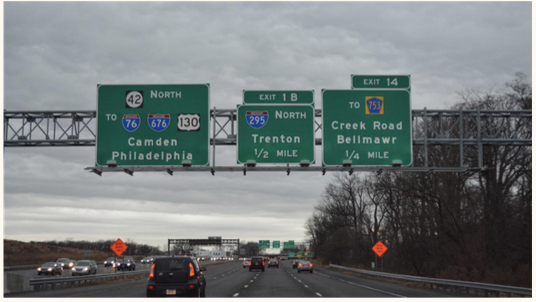 42 NORTH
TO 76 676 130
Camden
Philadelphia
EXIT 1B
295 NORTH
Trenton
1/2 MILE
EXIT 14
TO 753
Creek Road
Bellmawr
1/4 MILE